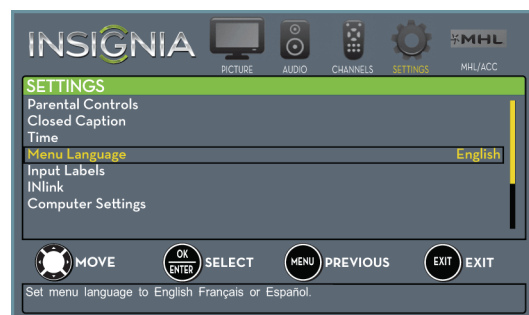 INSIGNIA
PICTURE AUDIO CHANNELS SETTINGS MHL MHL/ACC
SETTINGS
Parental Controls
Closed Caption
Time
Menu Language English
Input Labels
INlink
Computer Settings
MOVE OK ENTER SELECT MENU PREVIOUS EXIT EXIT
Set menu language to English Français or Español.